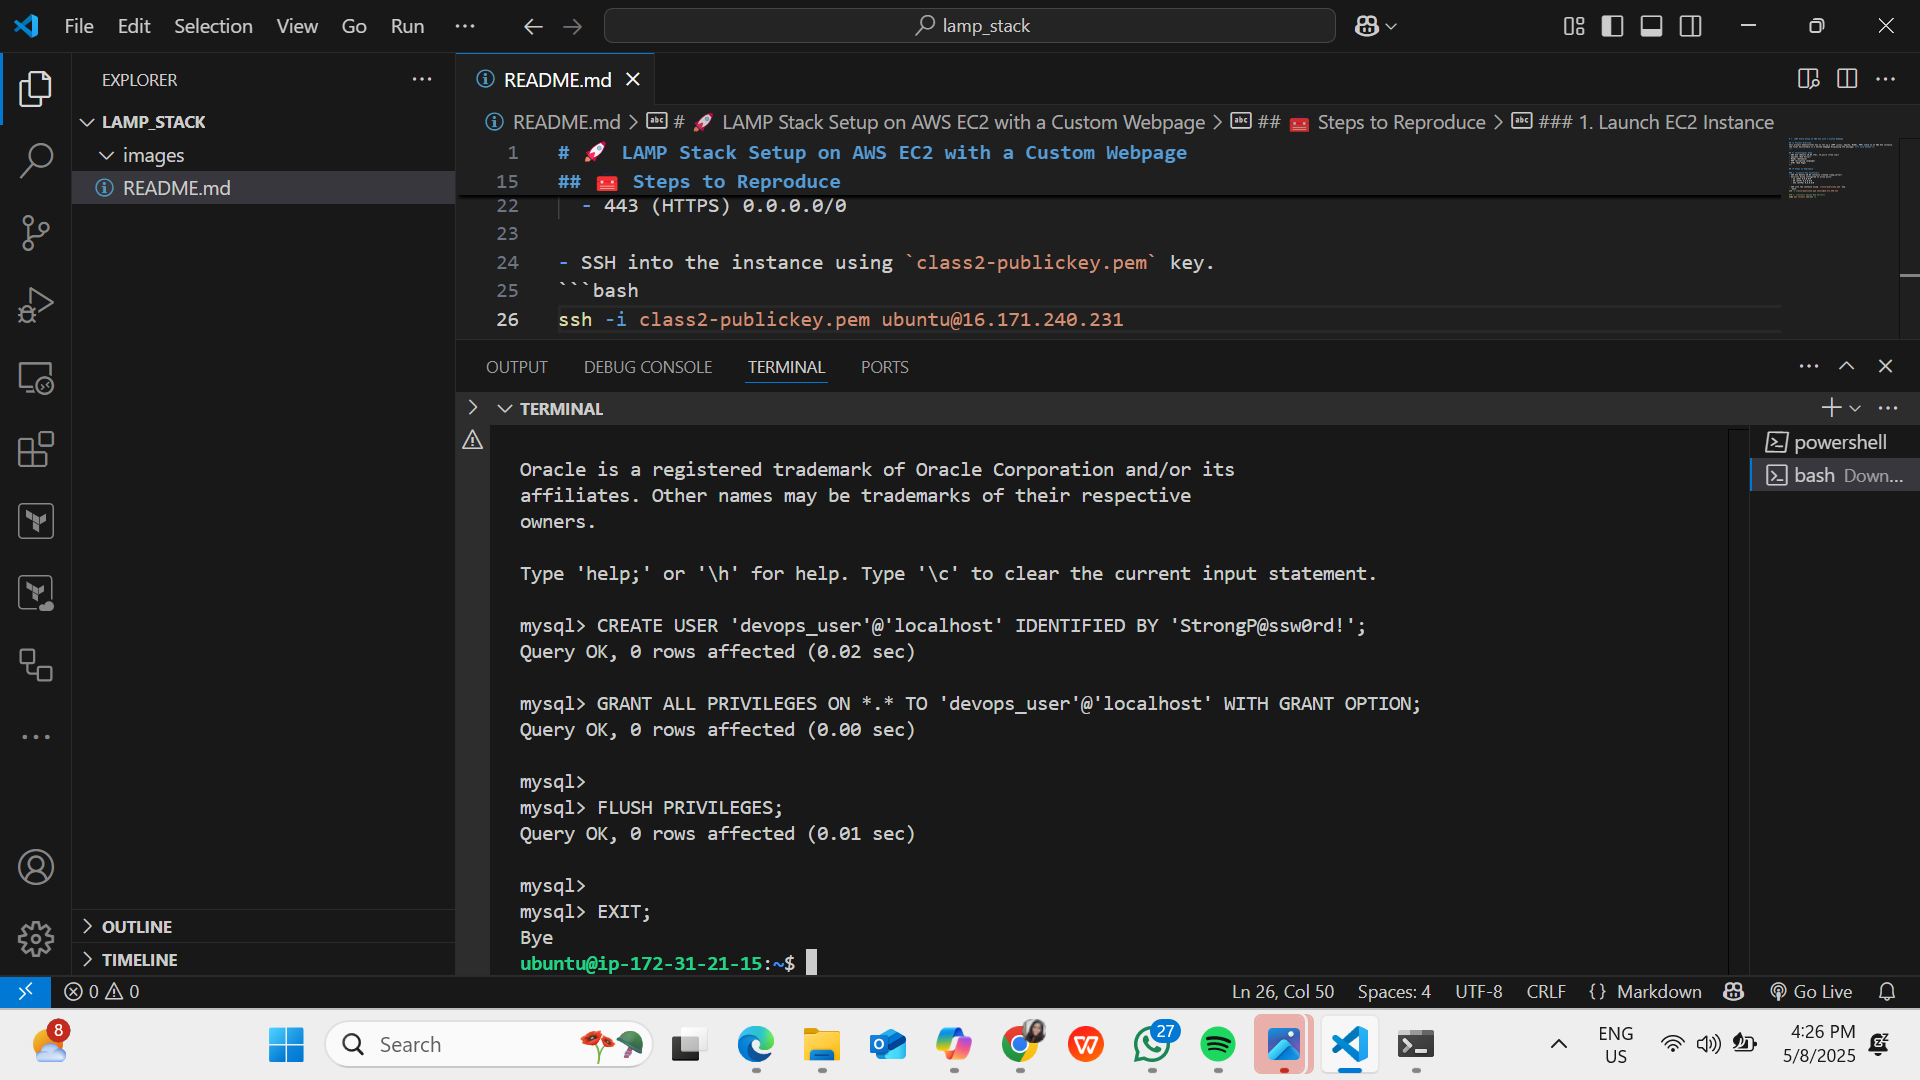 File Edit Selection View Go Run ···
lamp_stack
EXPLORER
LAMP_STACK
images
README.md
OUTLINE
TIMELINE
README.md
README.md > # 🚀 LAMP Stack Setup on AWS EC2 with a Custom Webpage > ## 🧰 Steps to Reproduce > ### 1. Launch EC2 Instance
1 # 🚀 LAMP Stack Setup on AWS EC2 with a Custom Webpage
15 ## 🧰 Steps to Reproduce
22 - 443 (HTTPS) 0.0.0.0/0
23
24 - SSH into the instance using `class2-publickey.pem` key.
25 ```bash
26 ssh -i class2-publickey.pem ubuntu@16.171.240.231
OUTPUT DEBUG CONSOLE TERMINAL PORTS
TERMINAL
Oracle is a registered trademark of Oracle Corporation and/or its
affiliates. Other names may be trademarks of their respective
owners.
Type 'help;' or '\h' for help. Type '\c' to clear the current input statement.
mysql> CREATE USER 'devops_user'@'localhost' IDENTIFIED BY 'StrongP@ssw0rd!';
Query OK, 0 rows affected (0.02 sec)
mysql> GRANT ALL PRIVILEGES ON *.* TO 'devops_user'@'localhost' WITH GRANT OPTION;
Query OK, 0 rows affected (0.00 sec)
mysql>
mysql> FLUSH PRIVILEGES;
Query OK, 0 rows affected (0.01 sec)
mysql>
mysql> EXIT;
Bye
ubuntu@ip-172-31-21-15:~$
powershell
bash Down...
0 0
Ln 26, Col 50 Spaces: 4 UTF-8 CRLF {} Markdown Go Live
8
Search
27
ENG
US
4:26 PM
5/8/2025